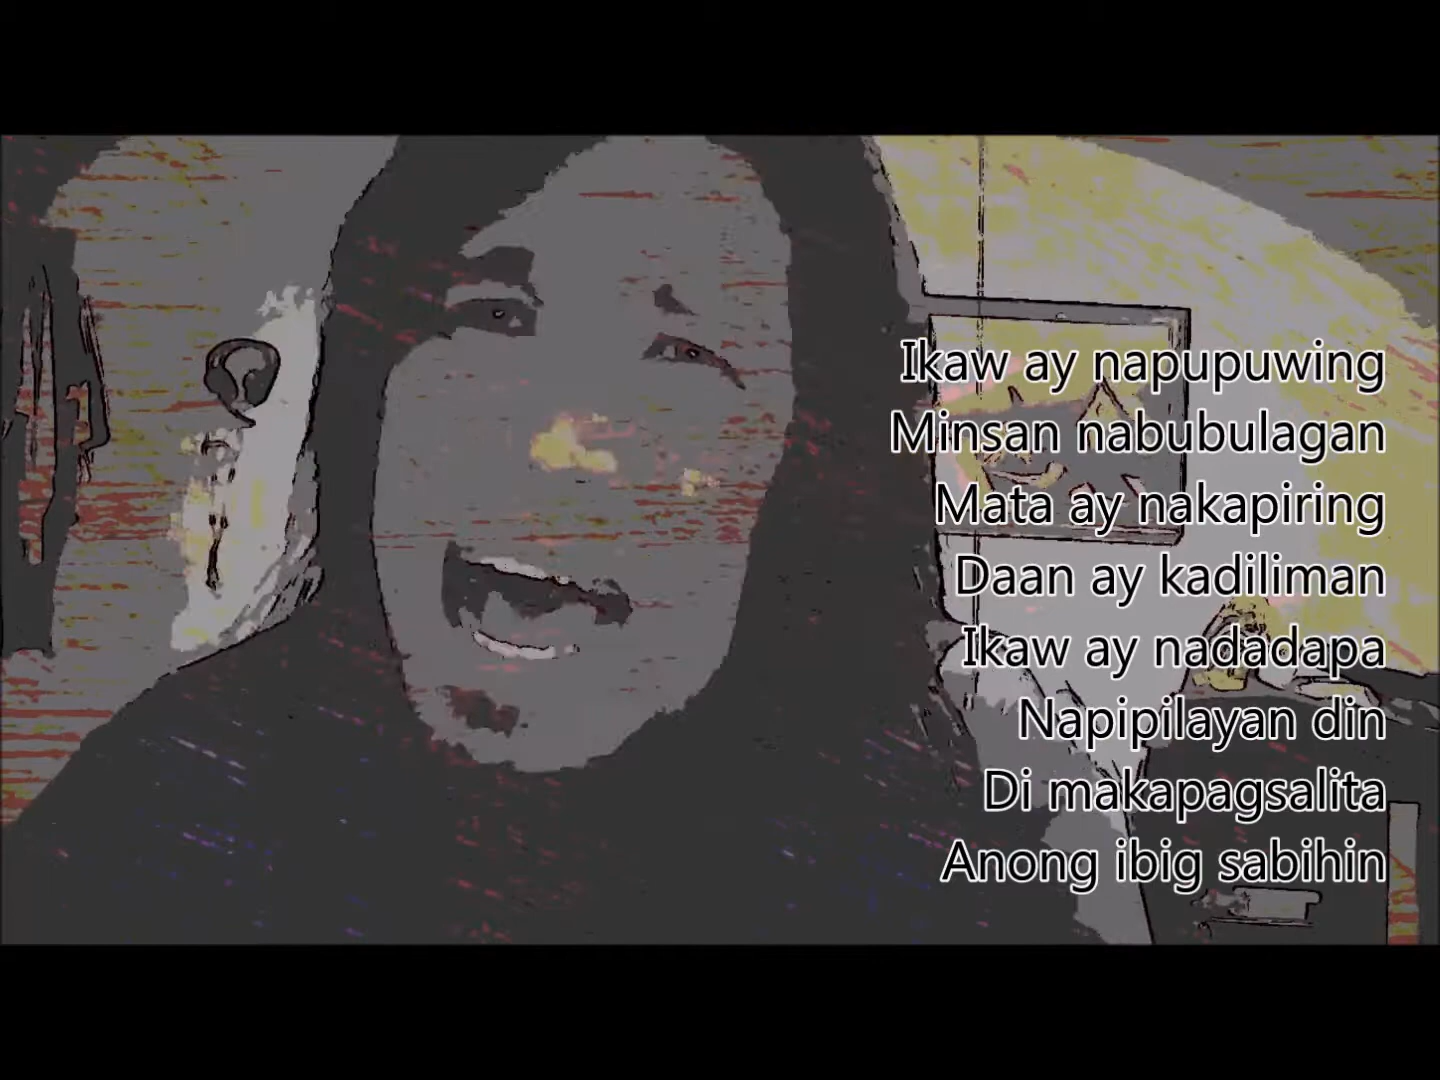 Ikaw ay napupuwing
Minsan nabubulagan
Mata ay nakapiring
Daan ay kadiliman
Ikaw ay nadadapa
Napipilayan din
Di makapagsalita
Anong ibig sabihin